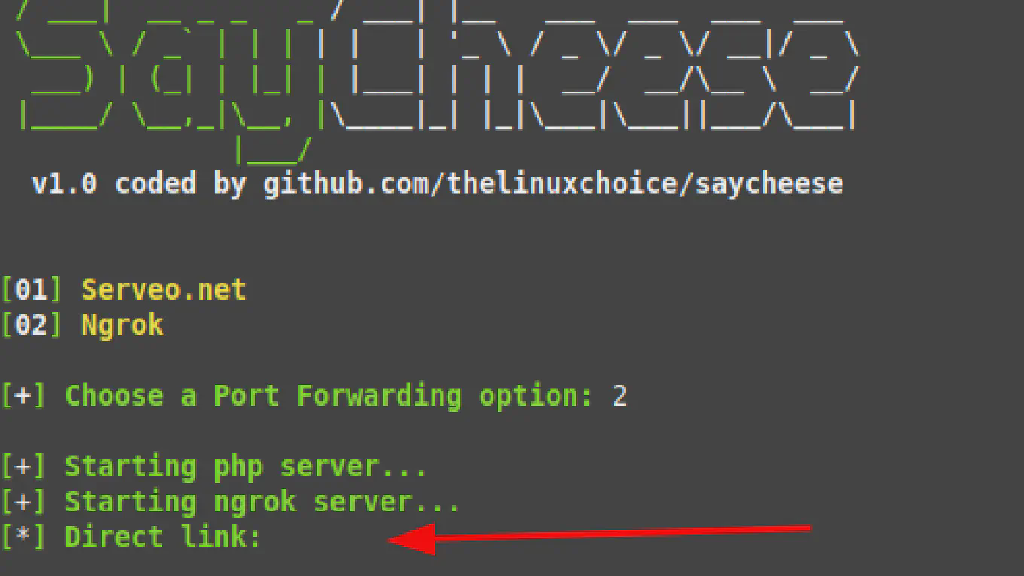 SayCheese
v1.0 coded by github.com/thelinuxchoice/saycheese
[01] Serveo.net
[02] Ngrok
[+] Choose a Port Forwarding option: 2
[+] Starting php server...
[+] Starting ngrok server...
[*] Direct link: